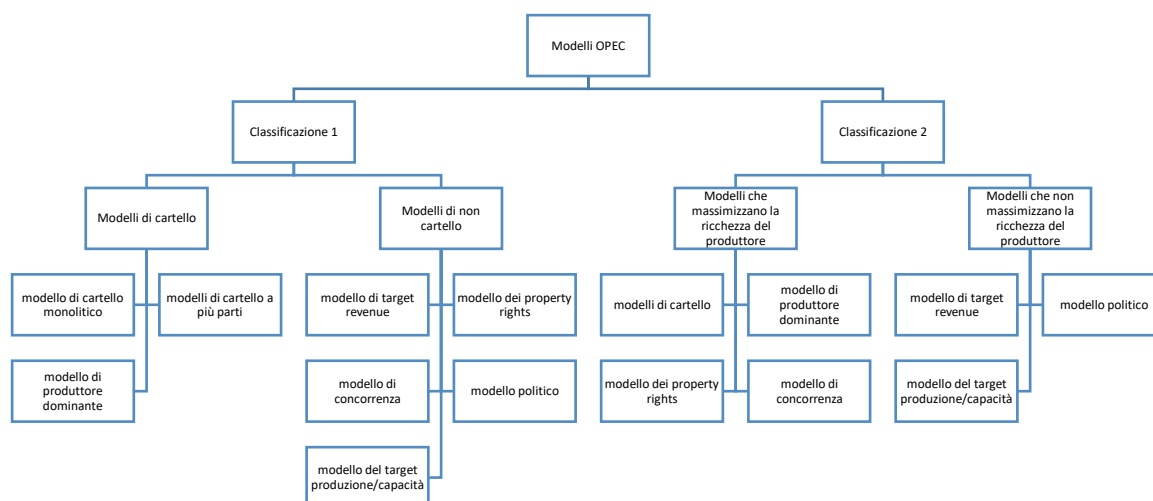 Modelli OPEC
Classificazione 1
Classificazione 2
Modelli di cartello
Modelli di non
cartello
Modelli che
massimizzano la
ricchezza del
produttore
Modelli che non
massimizzano la
ricchezza del
produttore
modello di cartello
monolitico
modelli di cartello a
più parti
modello di
produttore
dominante
modello di target
revenue
modello dei property
rights
modello di
concorrenza
modello politico
modello del target
produzione/capacità
modelli di cartello
modello di
produttore
dominante
modello dei property
rights
modello di
concorrenza
modello di target
revenue
modello politico
modello del target
produzione/capacità